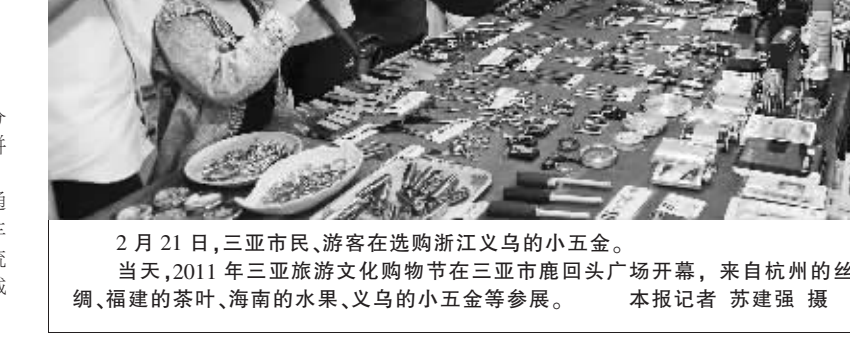 2 月 21 日,三亚市民、游客在选购浙江义乌的小五金。
当天,2011 年三亚旅游文化购物节在三亚市鹿回头广场开幕，来自杭州的丝
绸、福建的茶叶、海南的水果、义乌的小五金等参展。 本报记者 苏建强 摄